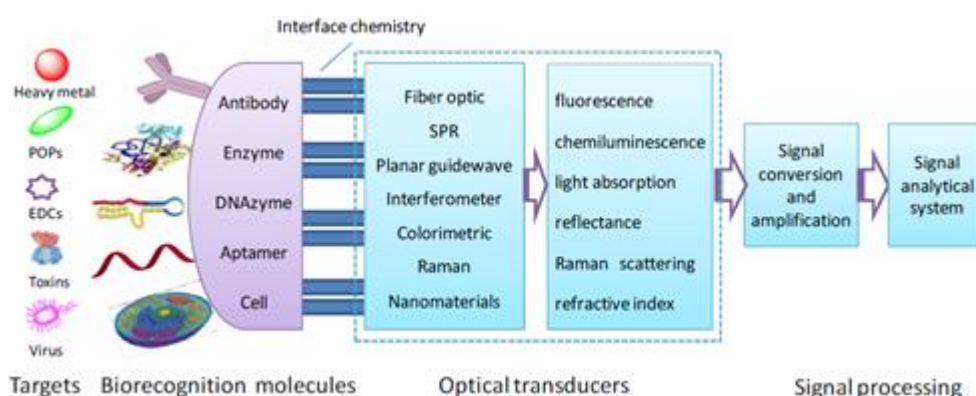 Interface chemistry
Heavy metal
POPs
EDCs
Toxins
Virus
Antibody
Enzyme
DNAzyme
Aptamer
Cell
Fiber optic
SPR
Planar guidewave
Interferometer
Colorimetric
Raman
Nanomaterials
fluorescence
chemiluminescence
light absorption
reflectance
Raman scattering
refractive index
Signal
conversion
and
amplification
Signal
analytical
system
Targets
Biorecognition molecules
Optical transducers
Signal processing